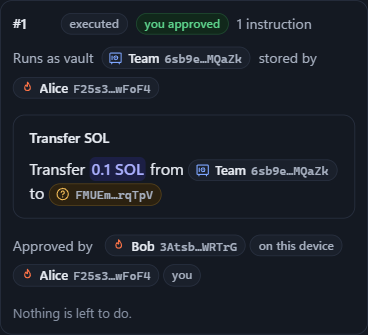 #1 executed you approved 1 instruction
Runs as vault Team 6sb9e…MQaZk stored by
Alice F25s3…wFoF4
Transfer SOL
Transfer 0.1 SOL from Team 6sb9e…MQaZk
to FMUEm…rqTpV
Approved by Bob 3Atsb…WRTrG on this device
Alice F25s3…wFoF4 you
Nothing is left to do.